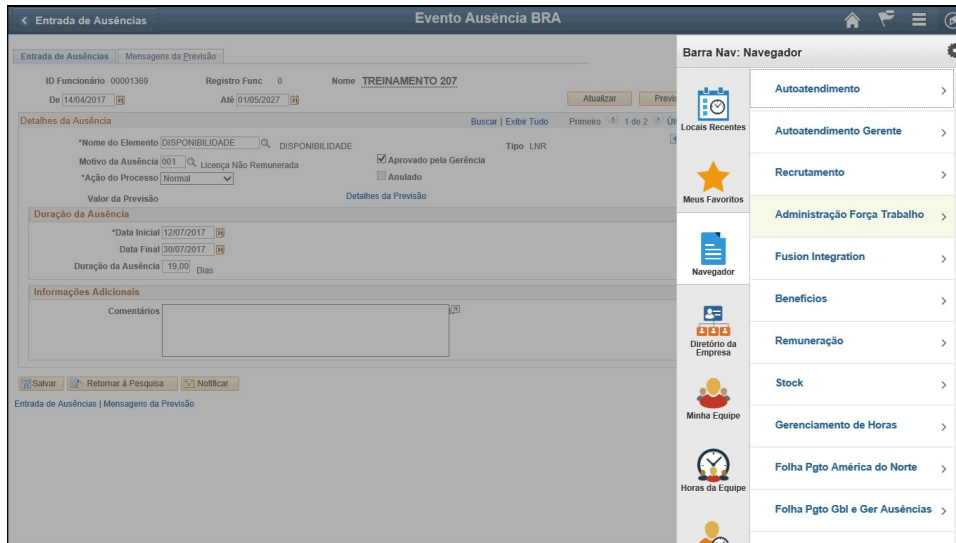 Entrada de Ausências
Evento Ausência BRA
Entrada de Ausências Mensagens da Previsão
ID Funcionário 00001369 Registro Func 0 Nome TREINAMENTO 207
De 14/04/2017 Até 01/05/2027 Atualizar
Detalhes da Ausência Buscar | Exibir Tudo Primeiro 1 de 2
*Nome do Elemento DISPONIBILIDADE DISPONIBILIDADE Tipo LNR
Motivo da Ausência 001 Licença Não Remunerada Aprovado pela Gerência
*Ação do Processo Normal Anulado
Valor da Previsão Detalhes da Previsão
Duração da Ausência
*Data Inicial 12/07/2017
Data Final 30/07/2017
Duração da Ausência 19,00 Dias
Informações Adicionais
Comentários
Salvar Retornar à Pesquisa Notificar
Entrada de Ausências | Mensagens da Previsão
Barra Nav: Navegador
Locais Recentes
Meus Favoritos
Navegador
Diretório da
Empresa
Minha Equipe
Horas da Equipe
Autoatendimento
Autoatendimento Gerente
Recrutamento
Administração Força Trabalho
Fusion Integration
Benefícios
Remuneração
Stock
Gerenciamento de Horas
Folha Pgto América do Norte
Folha Pgto Gbl e Ger Ausências